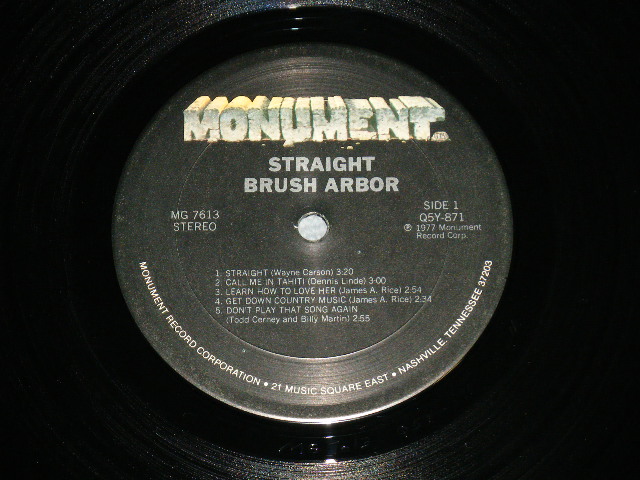 MONUMENT
STRAIGHT
BRUSH ARBOR
MG 7613
STEREO
SIDE 1
Q5Y-871
℗ 1977 Monument
Record Corp.
1. STRAIGHT (Wayne Carson) 3:20
2. CALL ME IN TAHITI (Dennis Linde) 3:00
3. LEARN HOW TO LOVE HER (James A. Rice) 2:54
4. GET DOWN COUNTRY MUSIC (James A. Rice) 2:34
5. DON'T PLAY THAT SONG AGAIN
(Todd Cerney and Billy Martin) 2:55
MONUMENT RECORD CORPORATION • 21 MUSIC SQUARE EAST • NASHVILLE, TENNESSEE 37203